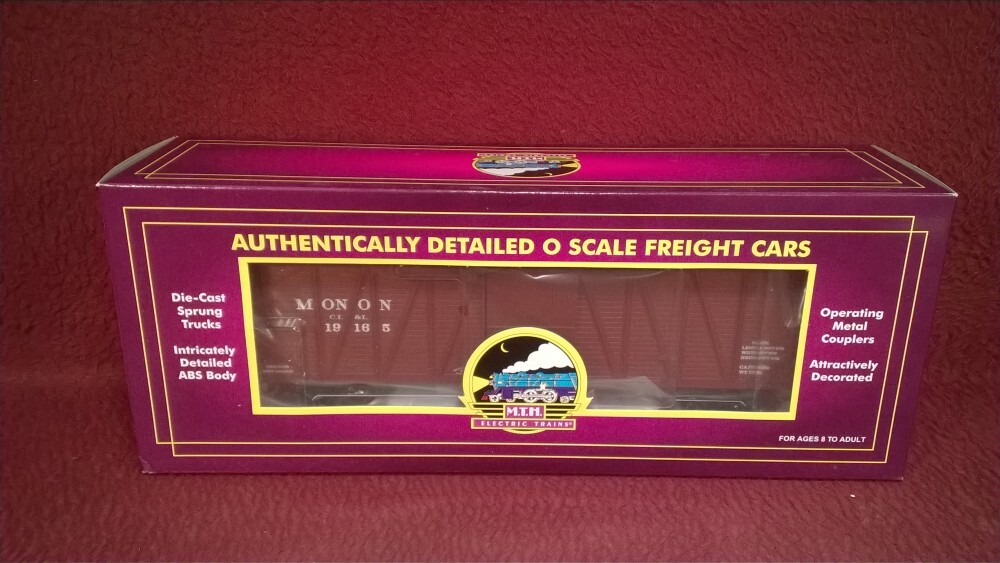 AUTHENTICALLY DETAILED O SCALE FREIGHT CARS
Die-Cast
Sprung
Trucks
Intricately
Detailed
ABS Body
MONON
C.I. & L.
19165
Operating
Metal
Couplers
Attractively
Decorated
M.T.H.
ELECTRIC TRAINS®
FOR AGES 8 TO ADULT